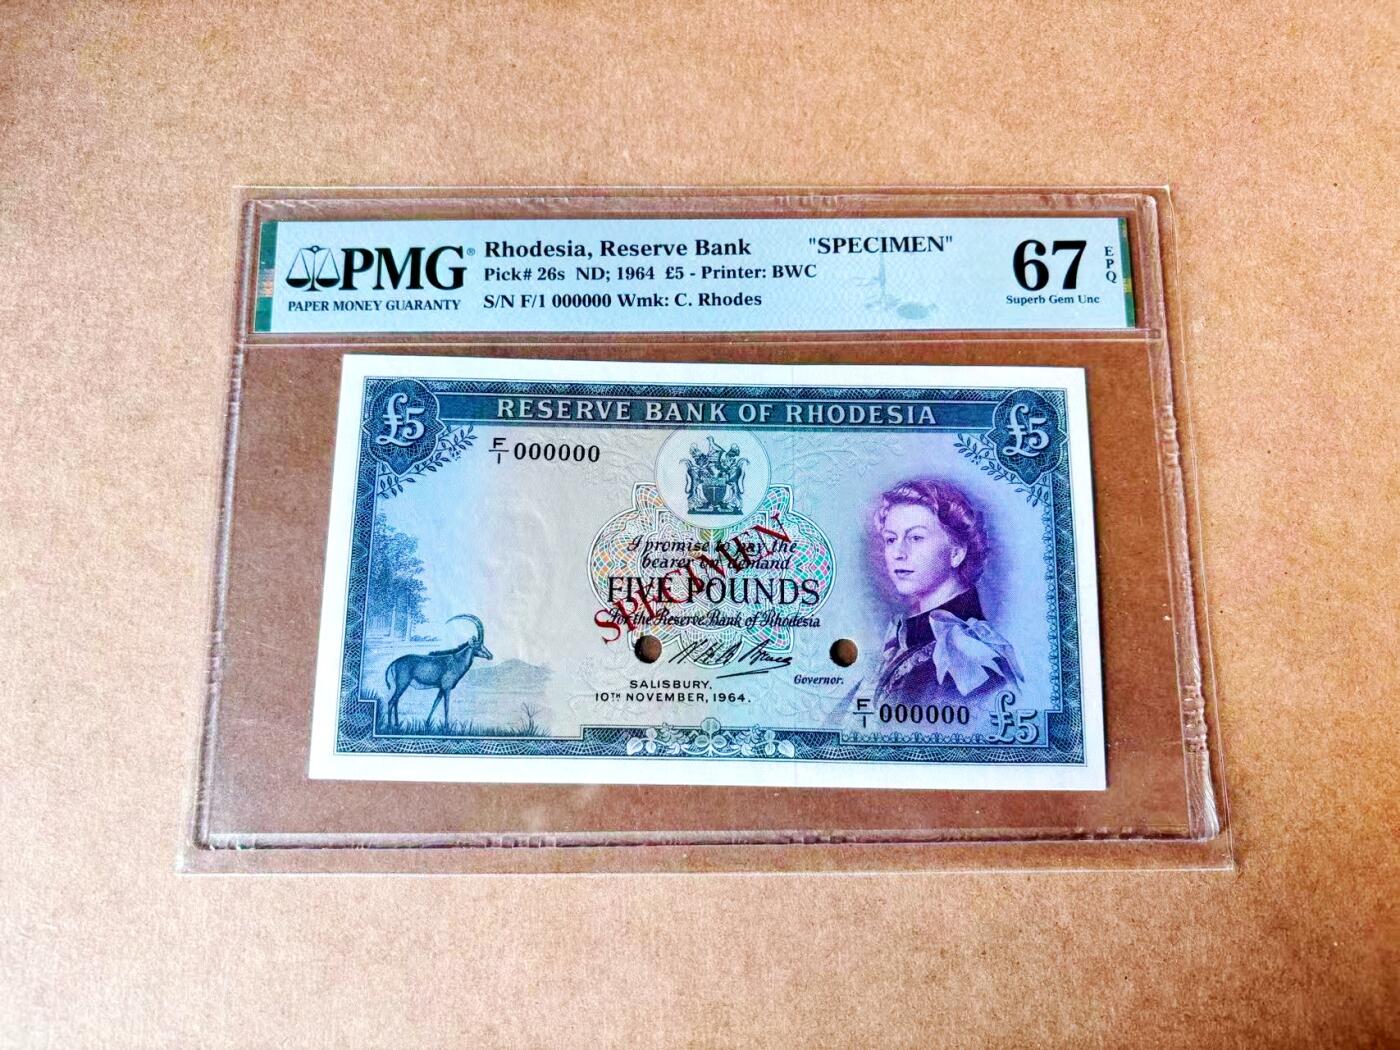 PMG®
PAPER MONEY GUARANTY
Rhodesia, Reserve Bank "SPECIMEN"
Pick# 26s ND; 1964 £5 - Printer: BWC
S/N F/1 000000 Wmk: C. Rhodes
67
EPQ
Superb Gem Unc
£5 RESERVE BANK OF RHODESIA £5
F/1 000000
I promise to pay the
bearer on demand
FIVE POUNDS
for the Reserve Bank of Rhodesia
SPECIMEN
Governor.
SALISBURY,
10TH NOVEMBER, 1964.
F/1 000000 £5